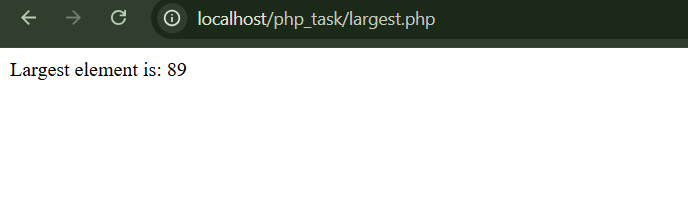 localhost/php_task/largest.php
Largest element is: 89